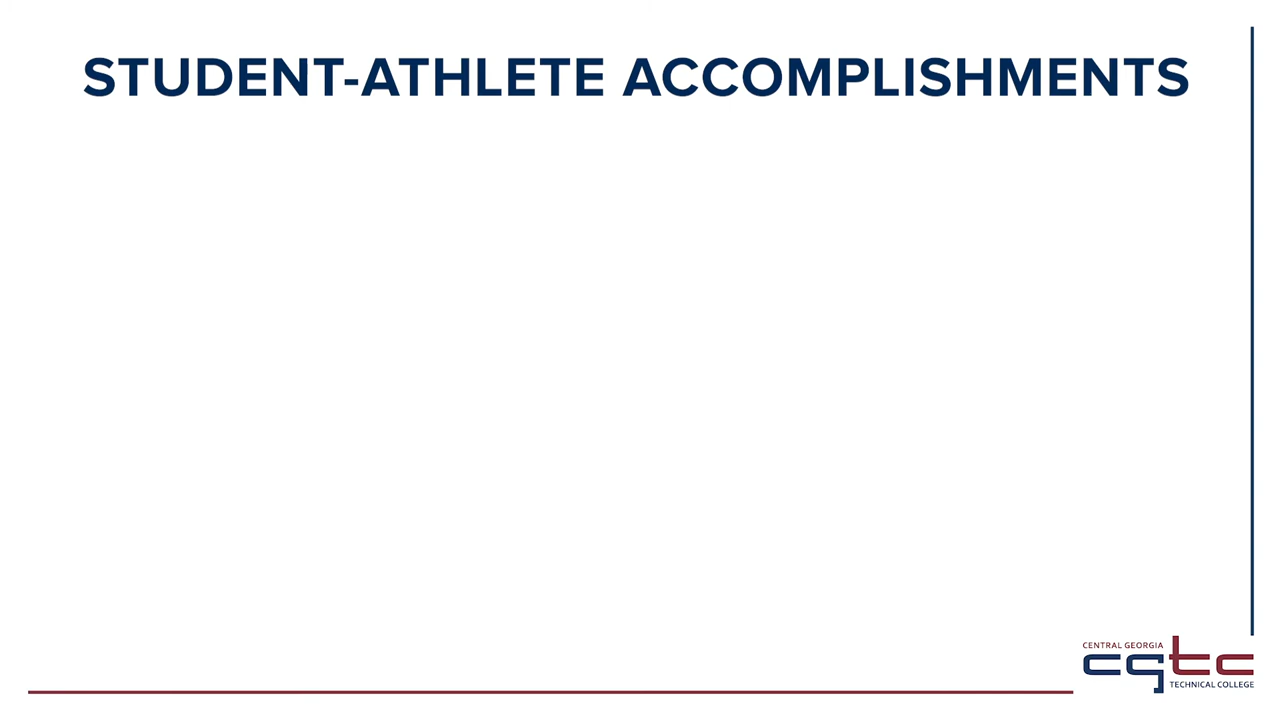 STUDENT-ATHLETE ACCOMPLISHMENTS
CENTRAL GEORGIA
cgtc
TECHNICAL COLLEGE